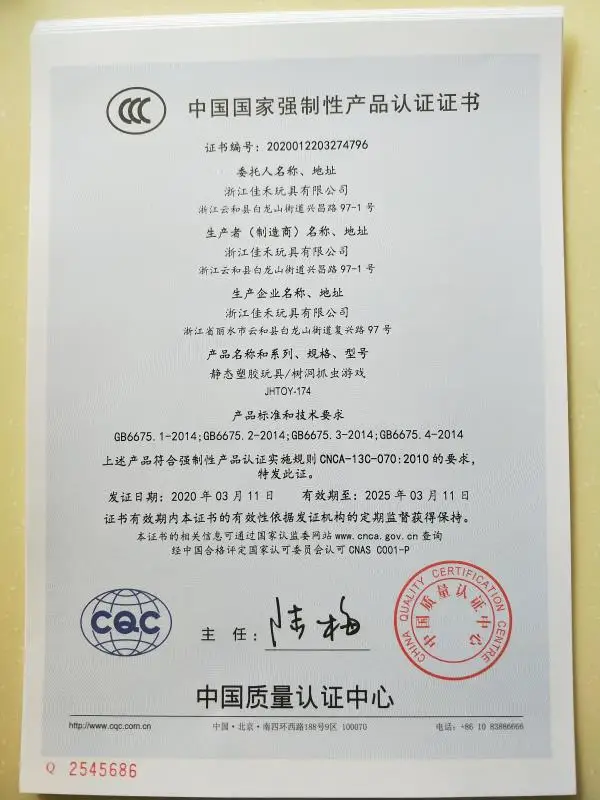 CCC
中国国家强制性产品认证证书
证书编号：2020012203274796
委托人名称、地址
浙江佳禾玩具有限公司
浙江云和县白龙山街道兴昌路 97-1 号
生产者（制造商）名称、地址
浙江佳禾玩具有限公司
浙江云和县白龙山街道兴昌路 97-1 号
生产企业名称、地址
浙江佳禾玩具有限公司
浙江省丽水市云和县白龙山街道复兴路 97 号
产品名称和系列、规格、型号
静态塑胶玩具/树洞抓虫游戏
JHTOY-174
产品标准和技术要求
GB6675.1-2014;GB6675.2-2014;GB6675.3-2014;GB6675.4-2014
上述产品符合强制性产品认证实施规则 CNCA-13C-070:2010 的要求，
特发此证。
发证日期：2020 年 03 月 11 日 有效期至：2025 年 03 月 11 日
证书有效期内本证书的有效性依据发证机构的定期监督获得保持。
本证书的相关信息可通过国家认监委网站 www.cnca.gov.cn 查询
经中国合格评定国家认可委员会认可 CNAS C001-P
CQC
主 任：陆梅
CHINA QUALITY CERTIFICATION CENTRE
中国质量认证中心
中国质量认证中心
http://www.cqc.com.cn 中国·北京·南四环西路188号9区 100070 电话：+86 10 83886666
Q 2545686